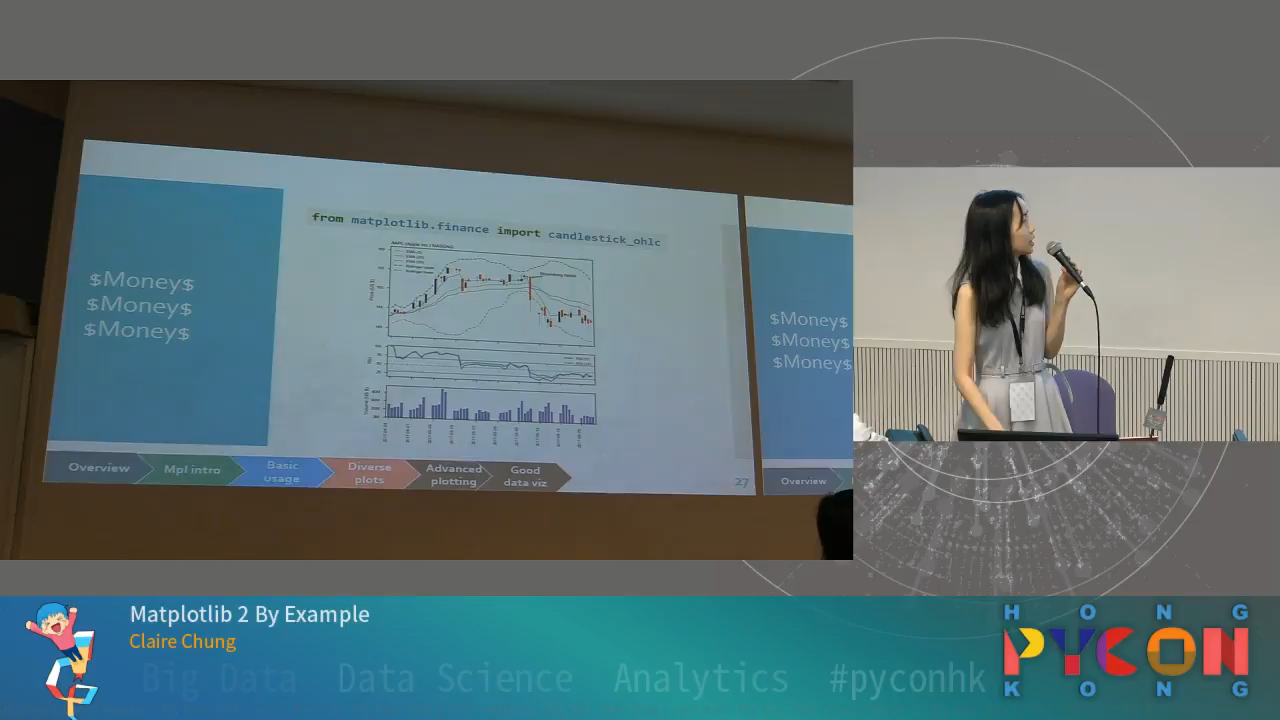 from matplotlib.finance import candlestick_ohlc
$Money$
$Money$
$Money$
Overview
Mpl intro
Basic
usage
Diverse
plots
Advanced
plotting
Good
data viz
27
$Money$
$Money$
$Money$
Overview
Matplotlib 2 By Example
Claire Chung
Big Data Data Science Analytics #pyconhk
HONG
PYCON
KONG